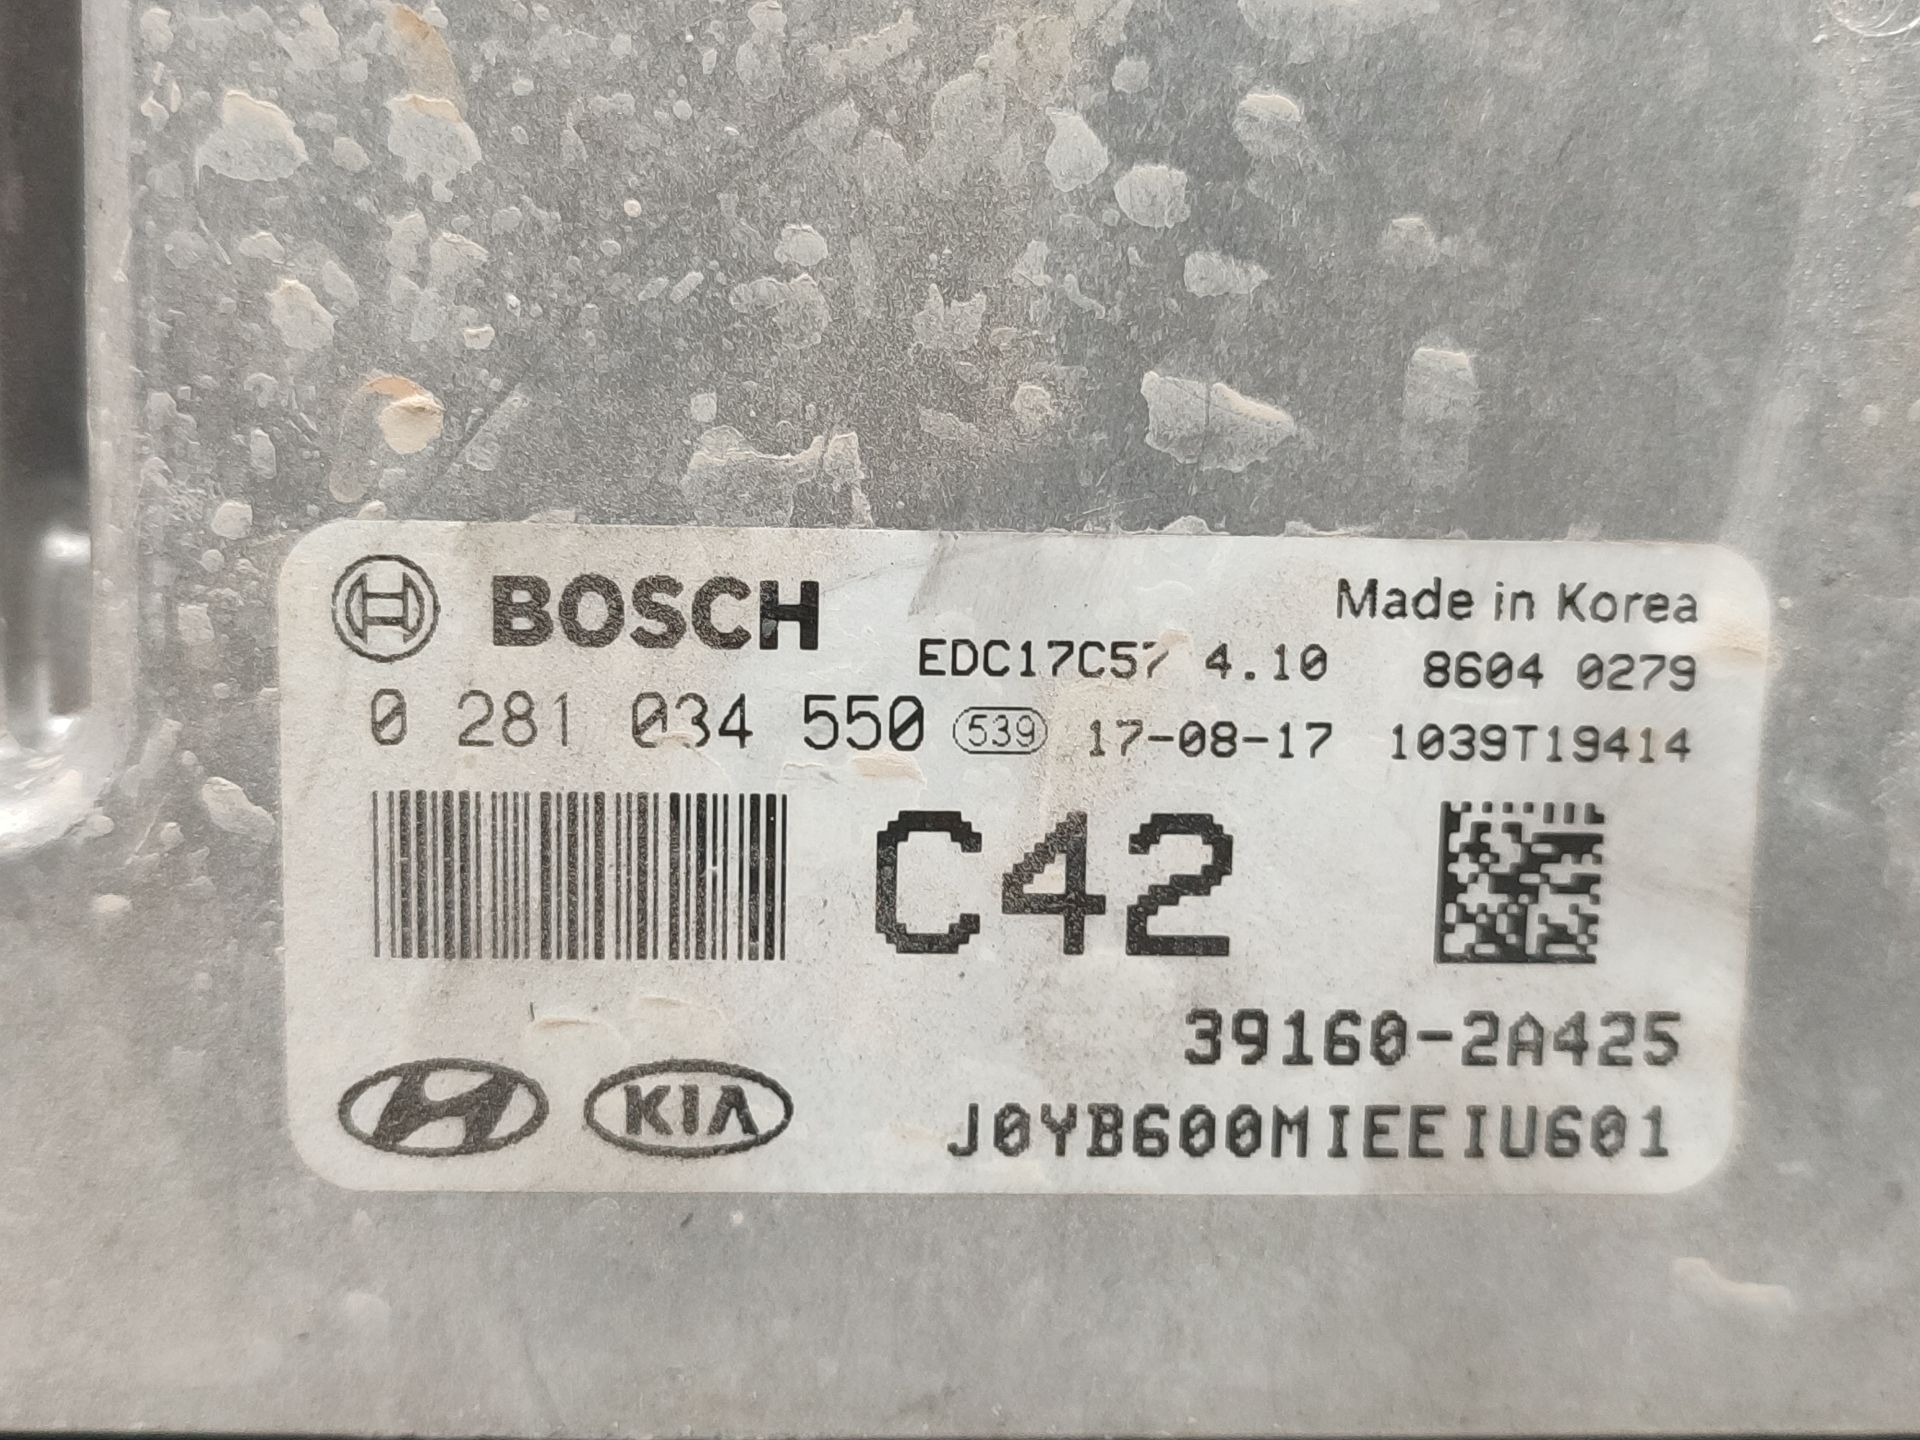 BOSCH
Made in Korea
EDC17C57 4.10 8604 0279
0 281 034 550 539 17-08-17 1039T19414
C42
39160-2A425
KIA
J0YB600MIEEIU601